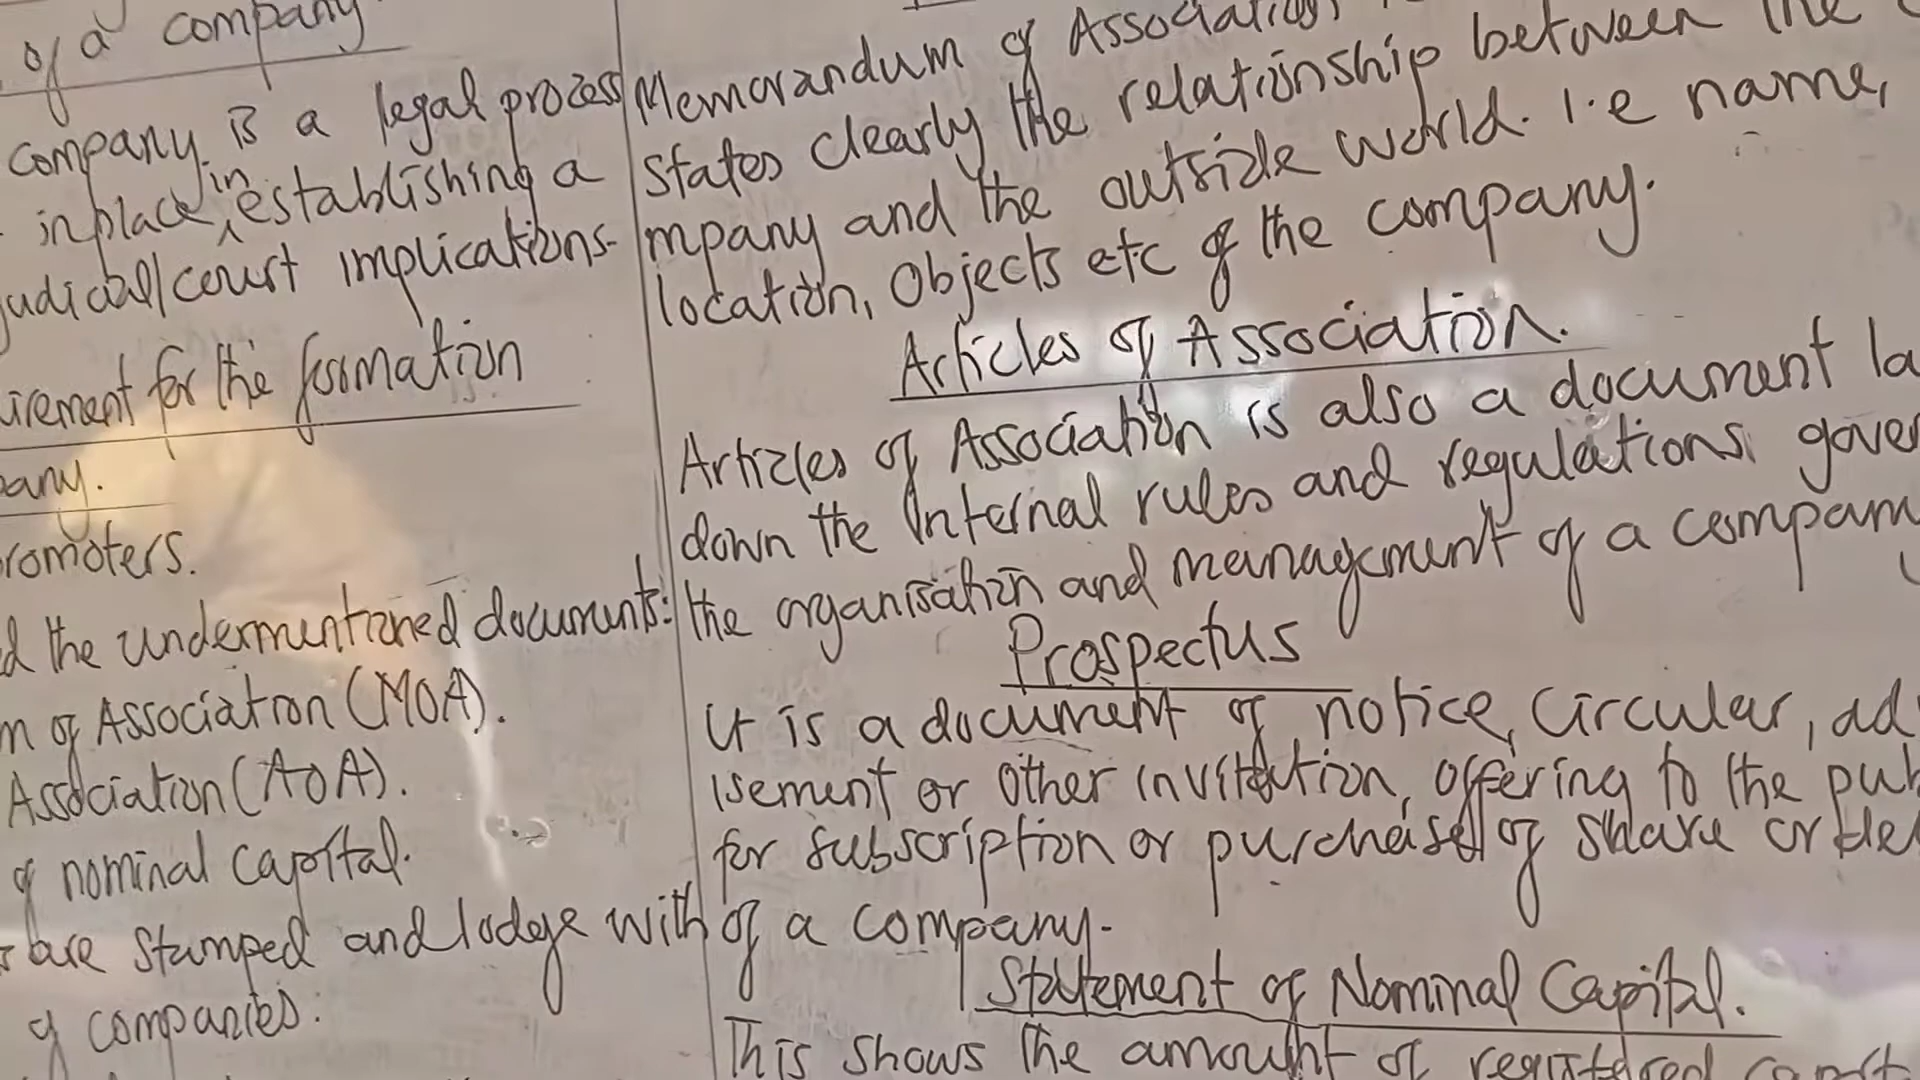 of a company
company is a legal process
in place in establishing a
judicial/court implications
irement for the formation
pany.
romoters.
d the undermentioned documents:
m of Association (MOA).
Association (AOA).
of nominal capital.
are stamped and lodge with
of companies:
Memorandum of Association
states clearly the relationship between the
mpany and the outside world. i.e name,
location, Objects etc of the company.
Articles of Association.
Articles of Association is also a document la
down the internal rules and regulations gover
the organisation and management of a company
Prospectus
it is a document of notice, circular, ad
isement or other invitation, offering to the pub
for subscription or purchase of share or de
of a company.
Statement of Nominal Capital.
This shows the amount of registered